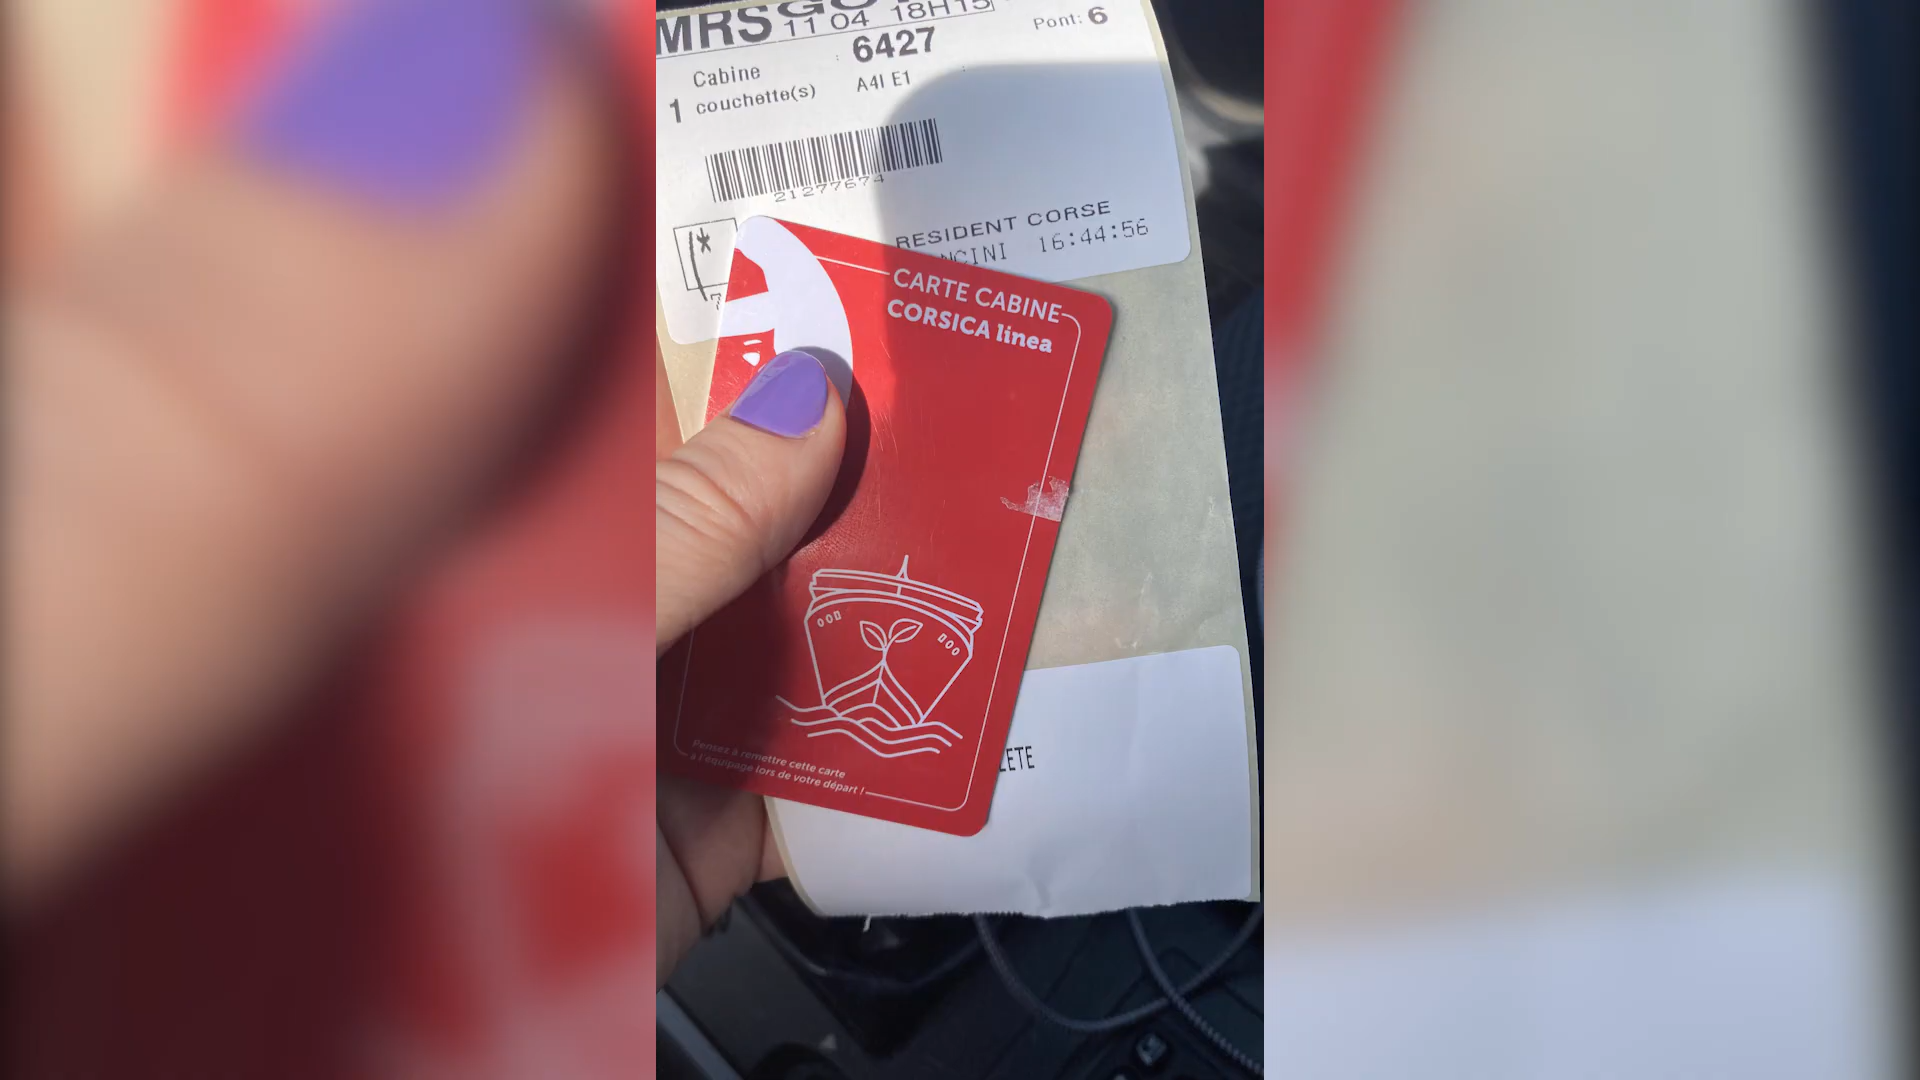 MRS
11 04 18H15
Pont: 6
6427
Cabine :
1 couchette(s) A4I E1
21277674
RESIDENT CORSE
16:44:56
CARTE CABINE
CORSICA linea
Pensez à remettre cette carte
à l'équipage lors de votre départ !